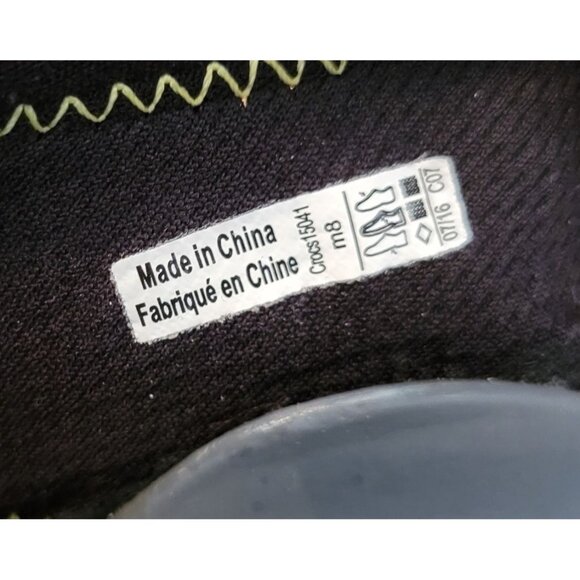 Made in China
Fabriqué en Chine
Crocs15041
m8
07/16 C07